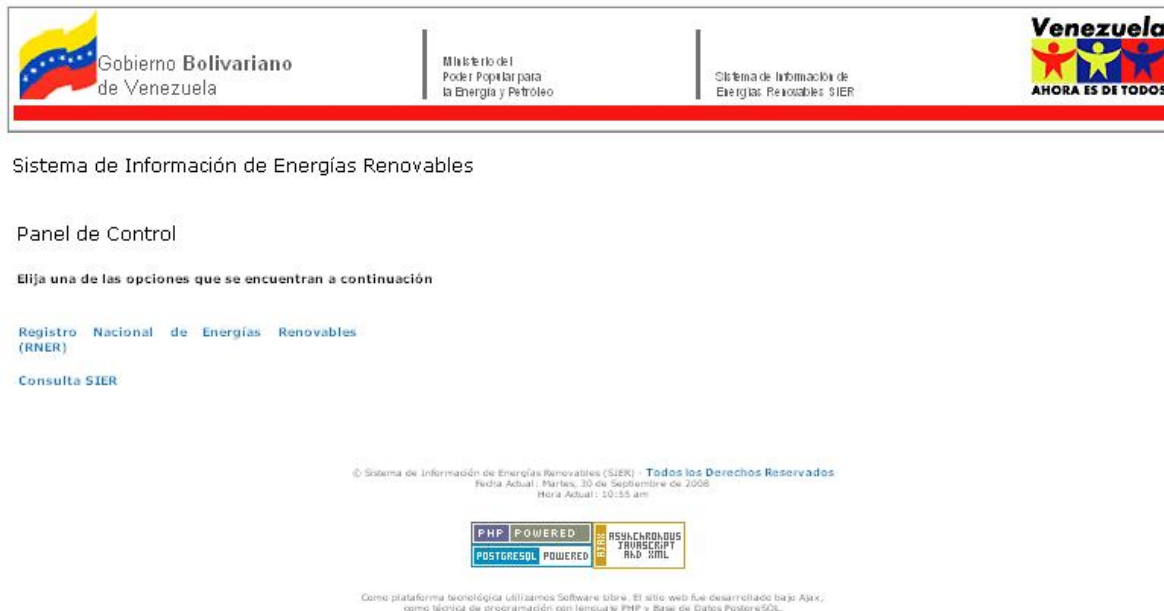 Gobierno Bolivariano
de Venezuela
Ministerio del
Poder Popular para
la Energía y Petróleo
Sistema de Información de
Energías Renovables SIER
Venezuela
AHORA ES DE TODOS
Sistema de Información de Energías Renovables
Panel de Control
Elija una de las opciones que se encuentran a continuación
Registro Nacional de Energías Renovables
(RNER)
Consulta SIER
© Sistema de Información de Energías Renovables (SIER) - Todos los Derechos Reservados
Fecha Actual: Martes, 30 de Septiembre de 2008
Hora Actual: 10:55 am
PHP POWERED
POSTGRESQL POWERED
AJAX
ASYNCHRONOUS
JAVASCRIPT
AND XML
Como plataforma tecnológica utilizamos Software Libre. El sitio web fue desarrollado bajo Ajax,
como técnica de programación con lenguaje PHP y Base de Datos PostgreSQL.